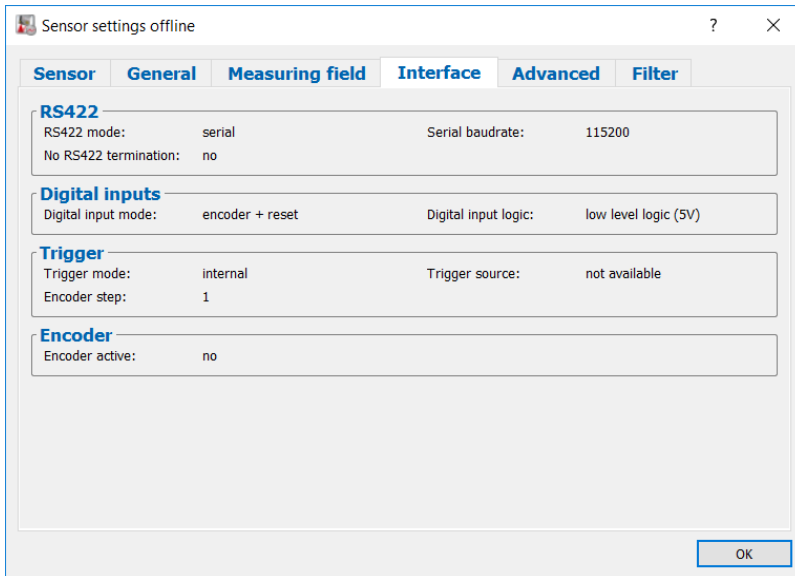 Sensor settings offline ?
Sensor General Measuring field Interface Advanced Filter
RS422
RS422 mode: serial Serial baudrate: 115200
No RS422 termination: no
Digital inputs
Digital input mode: encoder + reset Digital input logic: low level logic (5V)
Trigger
Trigger mode: internal Trigger source: not available
Encoder step: 1
Encoder
Encoder active: no
OK